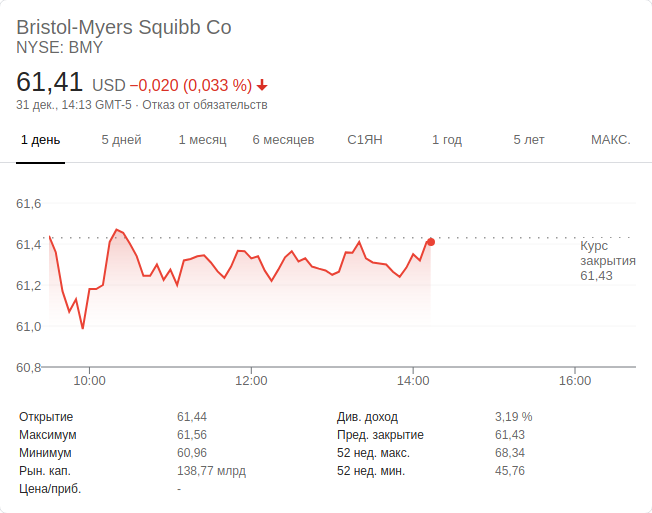 Bristol-Myers Squibb Co
NYSE: BMY
61,41 USD −0,020 (0,033 %)
31 дек., 14:13 GMT-5 · Отказ от обязательств
1 день 5 дней 1 месяц 6 месяцев С1ЯН 1 год 5 лет МАКС.
61,6
61,4
61,2
61,0
60,8
Курс
закрытия
61,43
10:00 12:00 14:00 16:00
Открытие 61,44 Див. доход 3,19 %
Максимум 61,56 Пред. закрытие 61,43
Минимум 60,96 52 нед. макс. 68,34
Рын. кап. 138,77 млрд 52 нед. мин. 45,76
Цена/приб. -